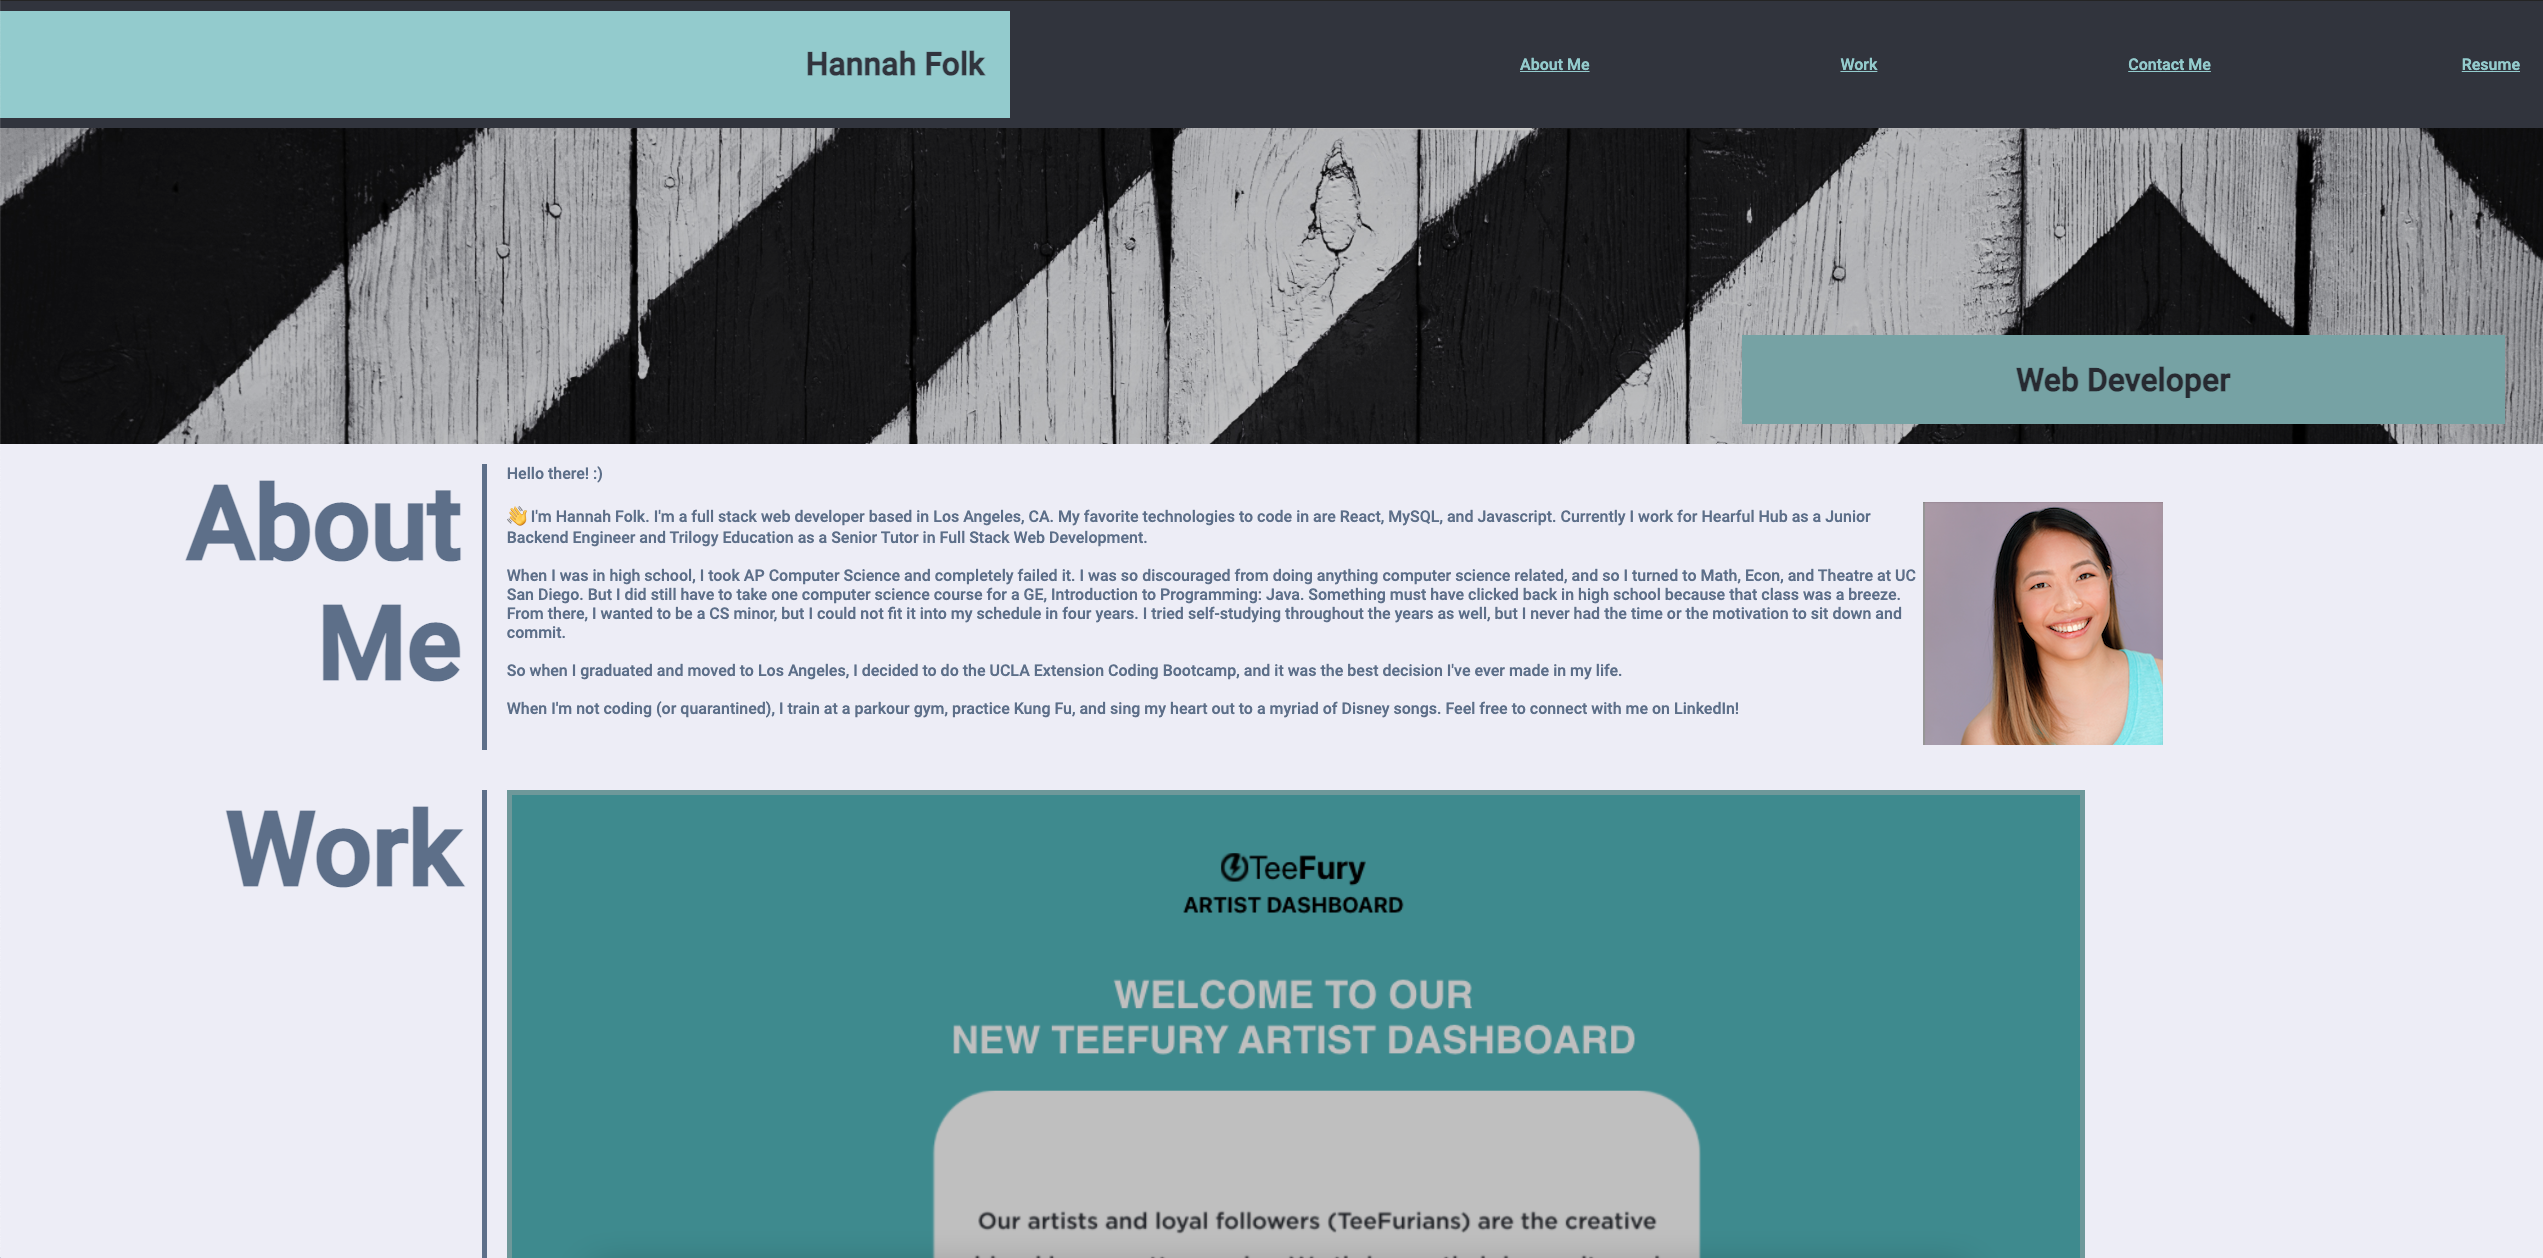 Hannah Folk
About Me
Work
Contact Me
Resume
Web Developer
About
Me
Hello there! :)
👋 I'm Hannah Folk. I'm a full stack web developer based in Los Angeles, CA. My favorite technologies to code in are React, MySQL, and Javascript. Currently I work for Hearful Hub as a Junior
Backend Engineer and Trilogy Education as a Senior Tutor in Full Stack Web Development.
When I was in high school, I took AP Computer Science and completely failed it. I was so discouraged from doing anything computer science related, and so I turned to Math, Econ, and Theatre at UC
San Diego. But I did still have to take one computer science course for a GE, Introduction to Programming: Java. Something must have clicked back in high school because that class was a breeze.
From there, I wanted to be a CS minor, but I could not fit it into my schedule in four years. I tried self-studying throughout the years as well, but I never had the time or the motivation to sit down and
commit.
So when I graduated and moved to Los Angeles, I decided to do the UCLA Extension Coding Bootcamp, and it was the best decision I've ever made in my life.
When I'm not coding (or quarantined), I train at a parkour gym, practice Kung Fu, and sing my heart out to a myriad of Disney songs. Feel free to connect with me on LinkedIn!
Work
TeeFury
ARTIST DASHBOARD
WELCOME TO OUR
NEW TEEFURY ARTIST DASHBOARD
Our artists and loyal followers (TeeFurians) are the creative